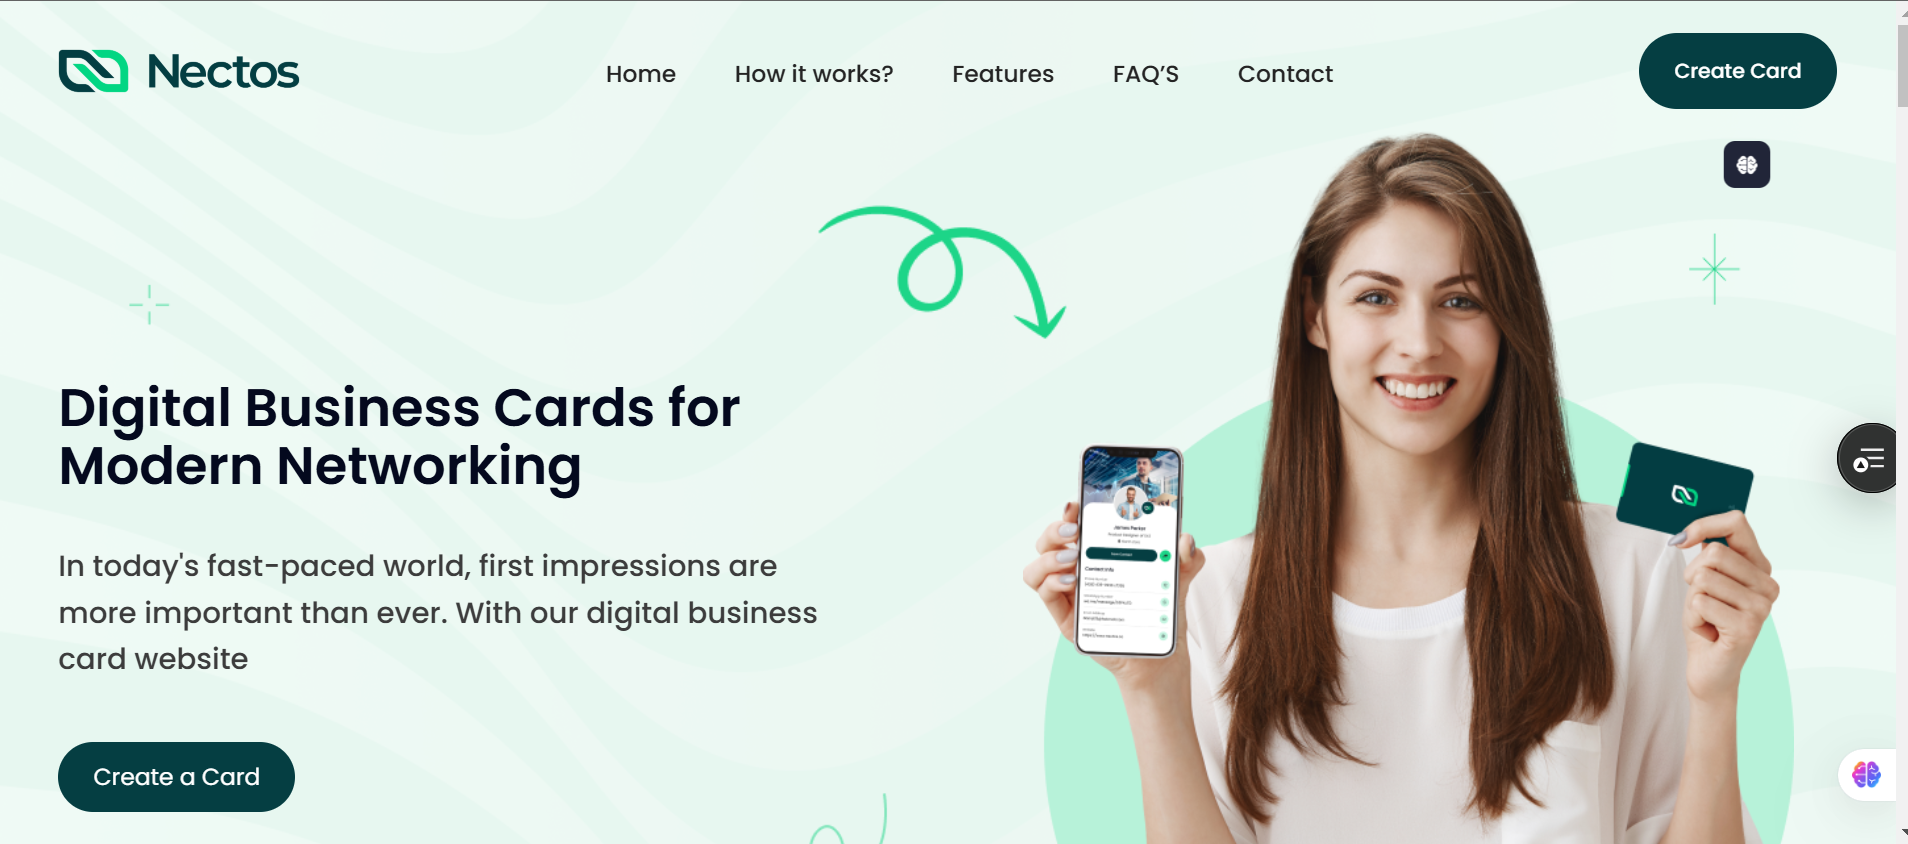 Nectos
Home
How it works?
Features
FAQ’S
Contact
Create Card
Digital Business Cards for
Modern Networking
In today's fast-paced world, first impressions are
more important than ever. With our digital business
card website
Create a Card
James Parker
Contact Info